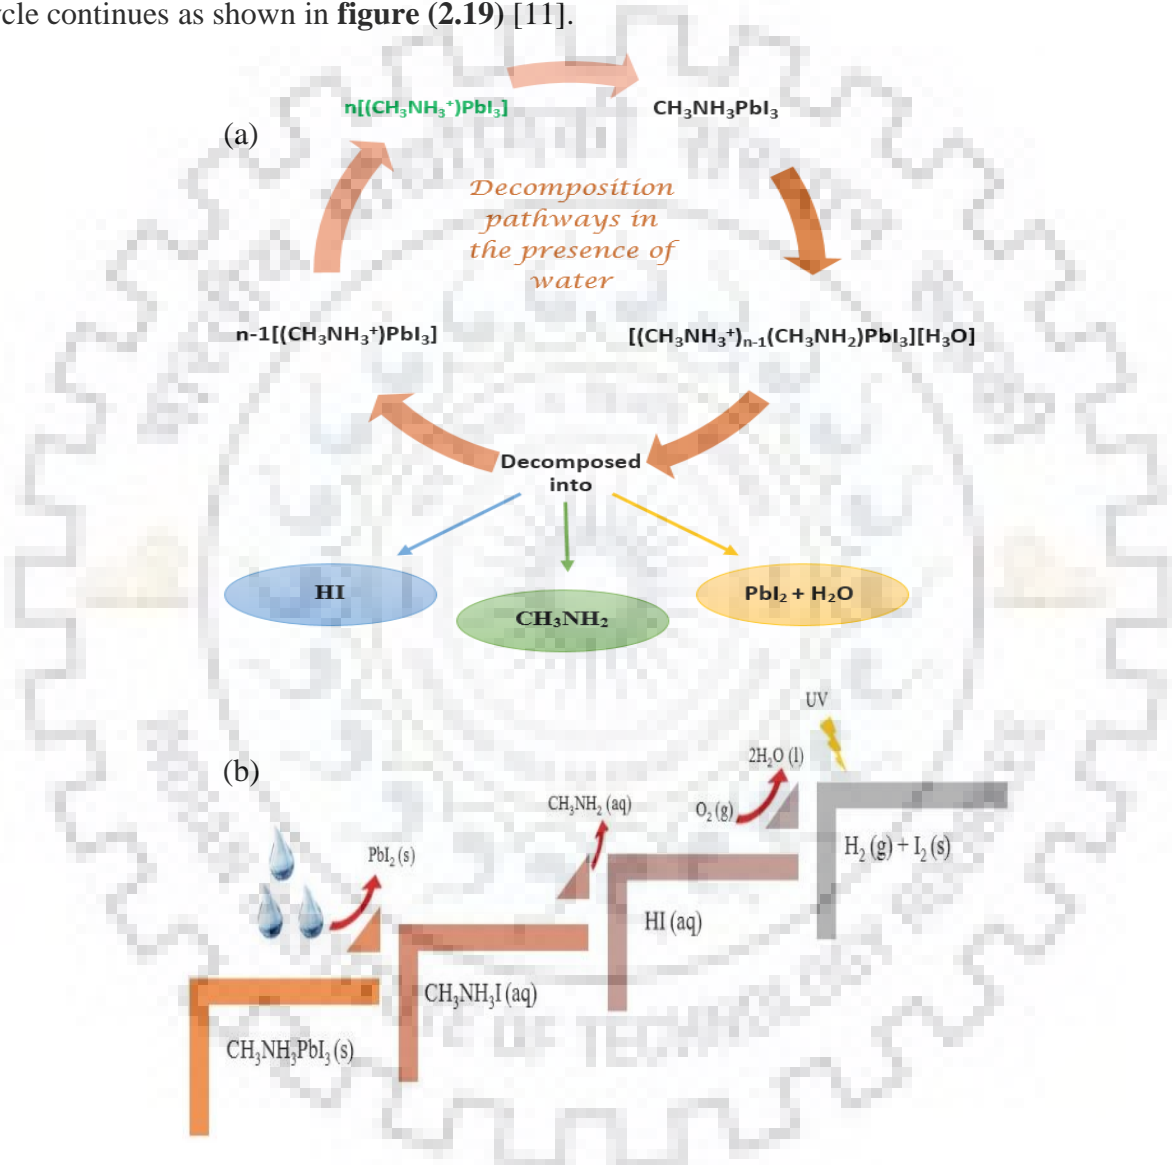 cycle continues as shown in figure (2.19) [11].
(a)
n[(CH₃NH₃⁺)PbI₃]
CH₃NH₃PbI₃
Decomposition
pathways in
the presence of
water
n-1[(CH₃NH₃⁺)PbI₃]
[(CH₃NH₃⁺)ₙ₋₁(CH₃NH₂)PbI₃][H₃O]
Decomposed
into
HI
CH₃NH₂
PbI₂ + H₂O
(b)
UV
2H₂O (l)
O₂ (g)
CH₃NH₂ (aq)
PbI₂ (s)
H₂ (g) + I₂ (s)
HI (aq)
CH₃NH₃I (aq)
CH₃NH₃PbI₃ (s)